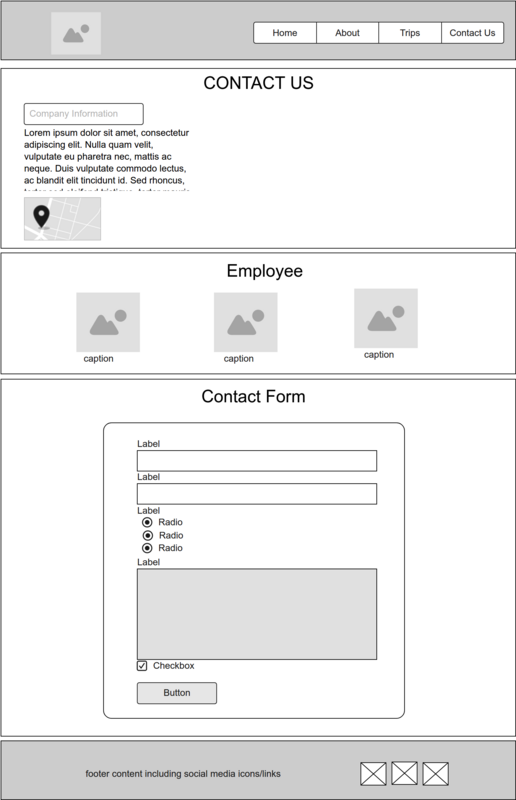 Home About Trips Contact Us
CONTACT US
Company Information
Lorem ipsum dolor sit amet, consectetur
adipiscing elit. Nulla quam velit,
vulputate eu pharetra nec, mattis ac
neque. Duis vulputate commodo lectus,
ac blandit elit tincidunt id. Sed rhoncus,
Employee
caption caption caption
Contact Form
Label
Label
Label
Radio
Radio
Radio
Label
Checkbox
Button
footer content including social media icons/links